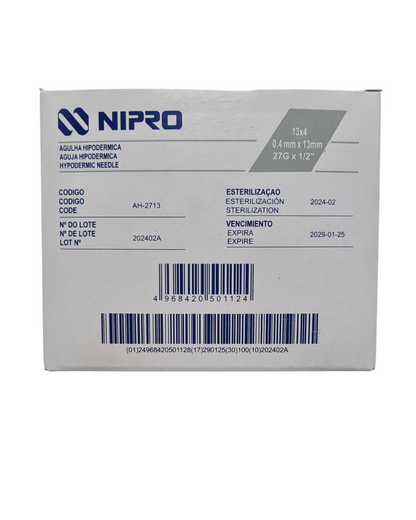 NIPRO
13x4
0,4 mm x 13mm
27G x 1/2"
AGULHA HIPODERMICA
AGUJA HIPODERMICA
HYPODERMIC NEEDLE
CODIGO
CODIGO
CODE
AH-2713
Nº DO LOTE
Nº DE LOTE
LOT Nº
202402A
ESTERILIZAÇAO
ESTERILIZACIÓN
STERILIZATION
2024-02
VENCIMENTO
EXPIRA
EXPIRE
2029-01-25
4 968420 501124
(01)24968420501128(17)290125(30)100(10)202402A